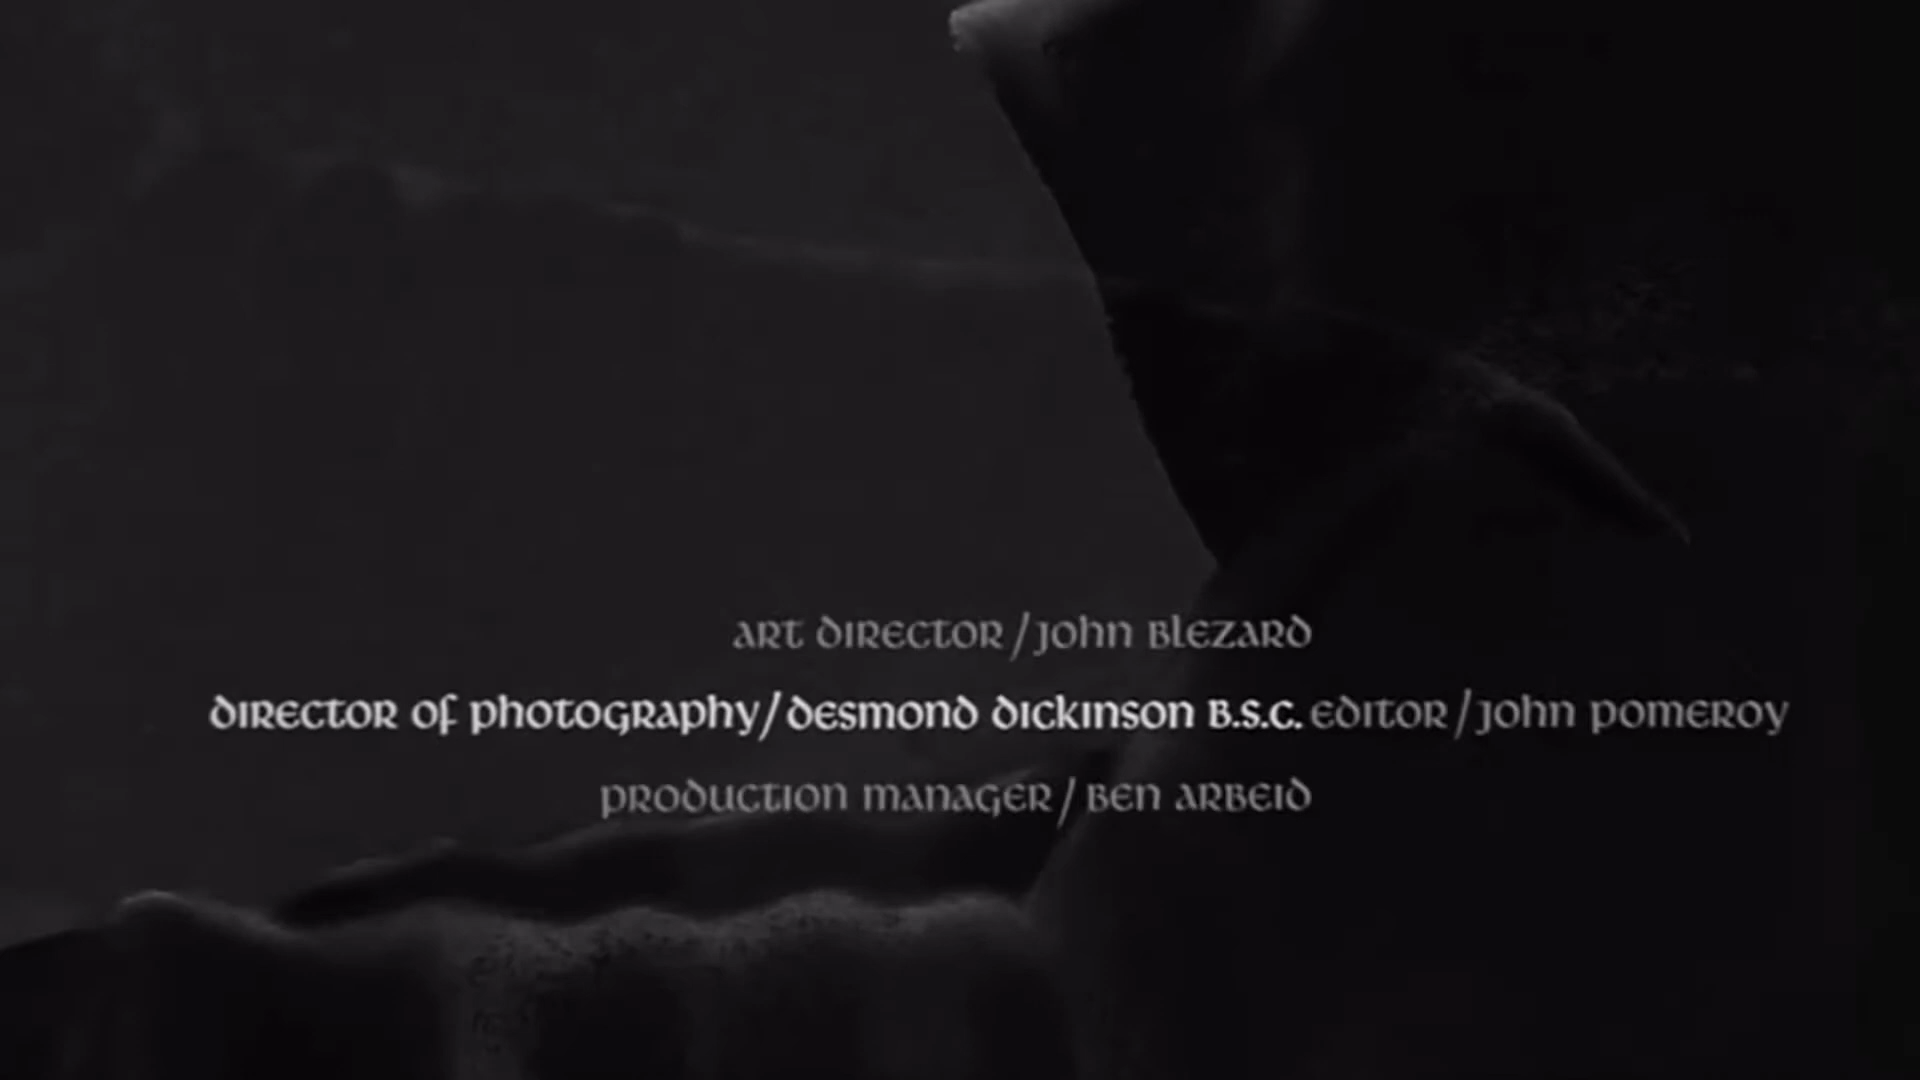 art director/john blezard
director of photography/desmond dickinson B.S.C. editor/john pomeroy
production manager/ben arbeid